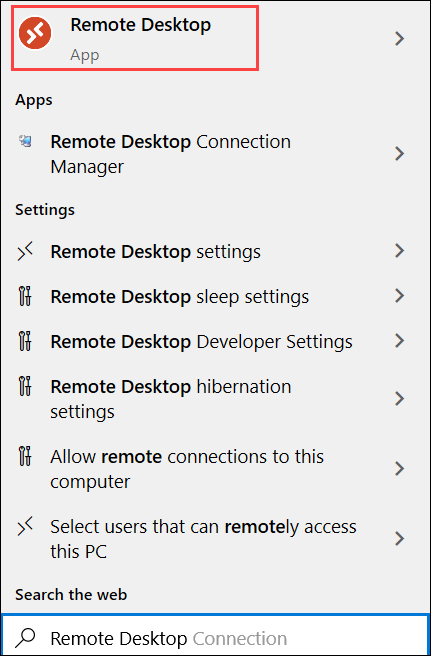 Remote Desktop
App
Apps
Remote Desktop Connection
Manager
Settings
Remote Desktop settings
Remote Desktop sleep settings
Remote Desktop Developer Settings
Remote Desktop hibernation
settings
Allow remote connections to this
computer
Select users that can remotely access
this PC
Search the web
Remote Desktop Connection